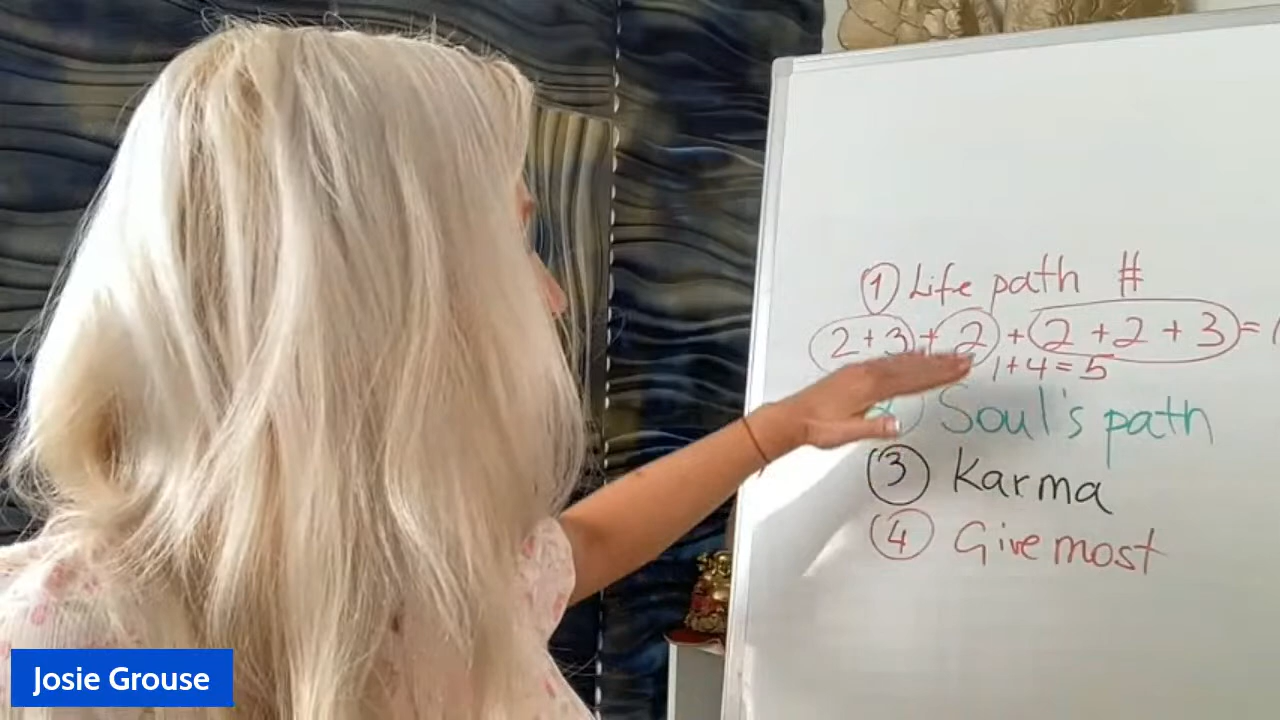 ① Life path #
2+3 + 2 + 2+2+3 = 1
1+4=5
Soul's path
③ Karma
④ Give most
Josie Grouse